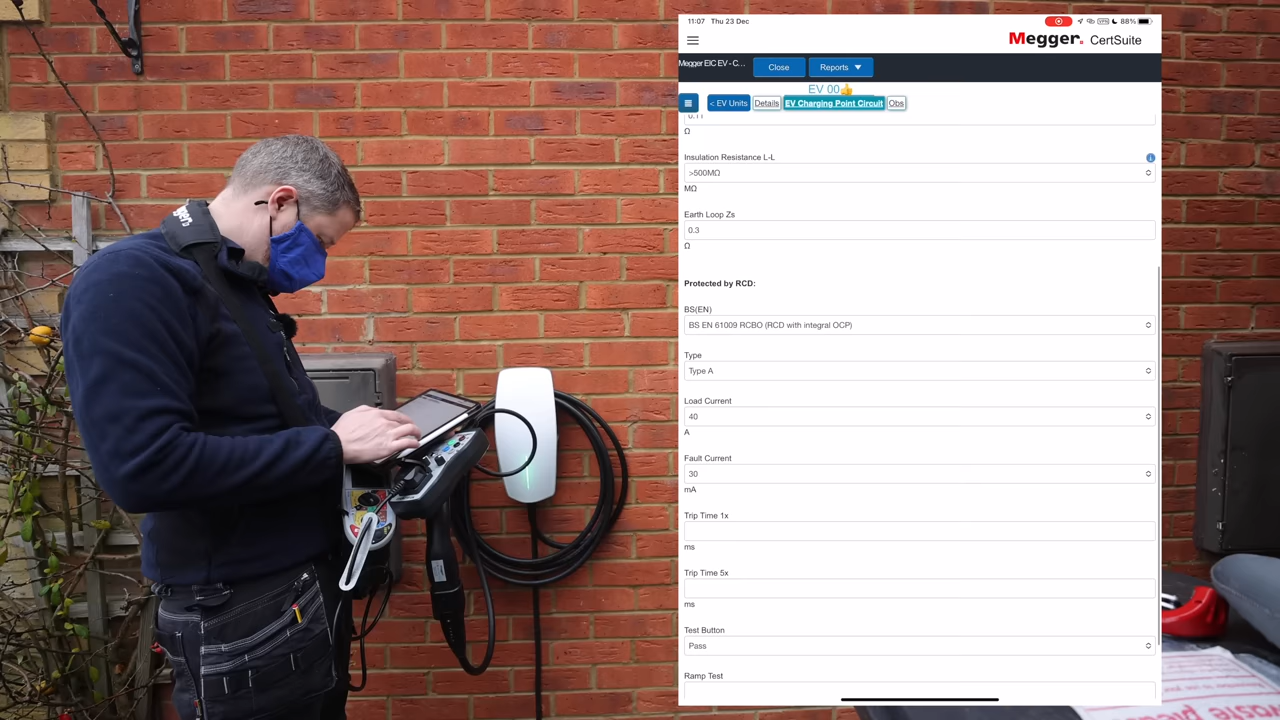 11:07 Thu 23 Dec
VPN 88%
Megger. CertSuite
Megger EIC EV - C...
Close
Reports
EV 00👍
< EV Units
Details
EV Charging Point Circuit
Obs
Ω
Insulation Resistance L-L
>500MΩ
MΩ
Earth Loop Zs
0.3
Ω
Protected by RCD:
BS(EN)
BS EN 61009 RCBO (RCD with integral OCP)
Type
Type A
Load Current
40
A
Fault Current
30
mA
Trip Time 1x
ms
Trip Time 5x
ms
Test Button
Pass
Ramp Test
Megger